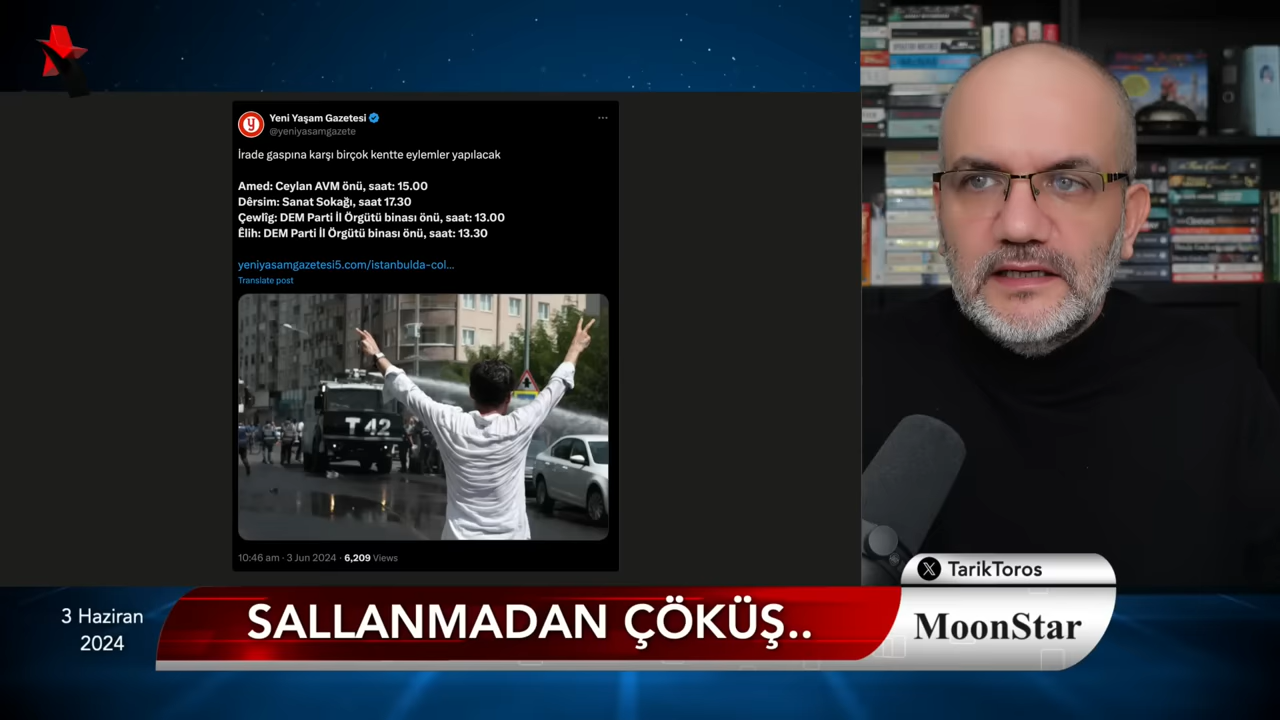 Yeni Yaşam Gazetesi
@yeniyasamgazete
İrade gaspına karşı birçok kentte eylemler yapılacak
Amed: Ceylan AVM önü, saat: 15.00
Dêrsim: Sanat Sokağı, saat 17.30
Çewlîg: DEM Parti İl Örgütü binası önü, saat: 13.00
Êlih: DEM Parti İl Örgütü binası önü, saat: 13.30
yeniyasamgazetesi5.com/istanbulda-col...
Translate post
T 42
10:46 am · 3 Jun 2024 · 6,209 Views
TarikToros
3 Haziran
2024
SALLANMADAN ÇÖKÜŞ..
MoonStar